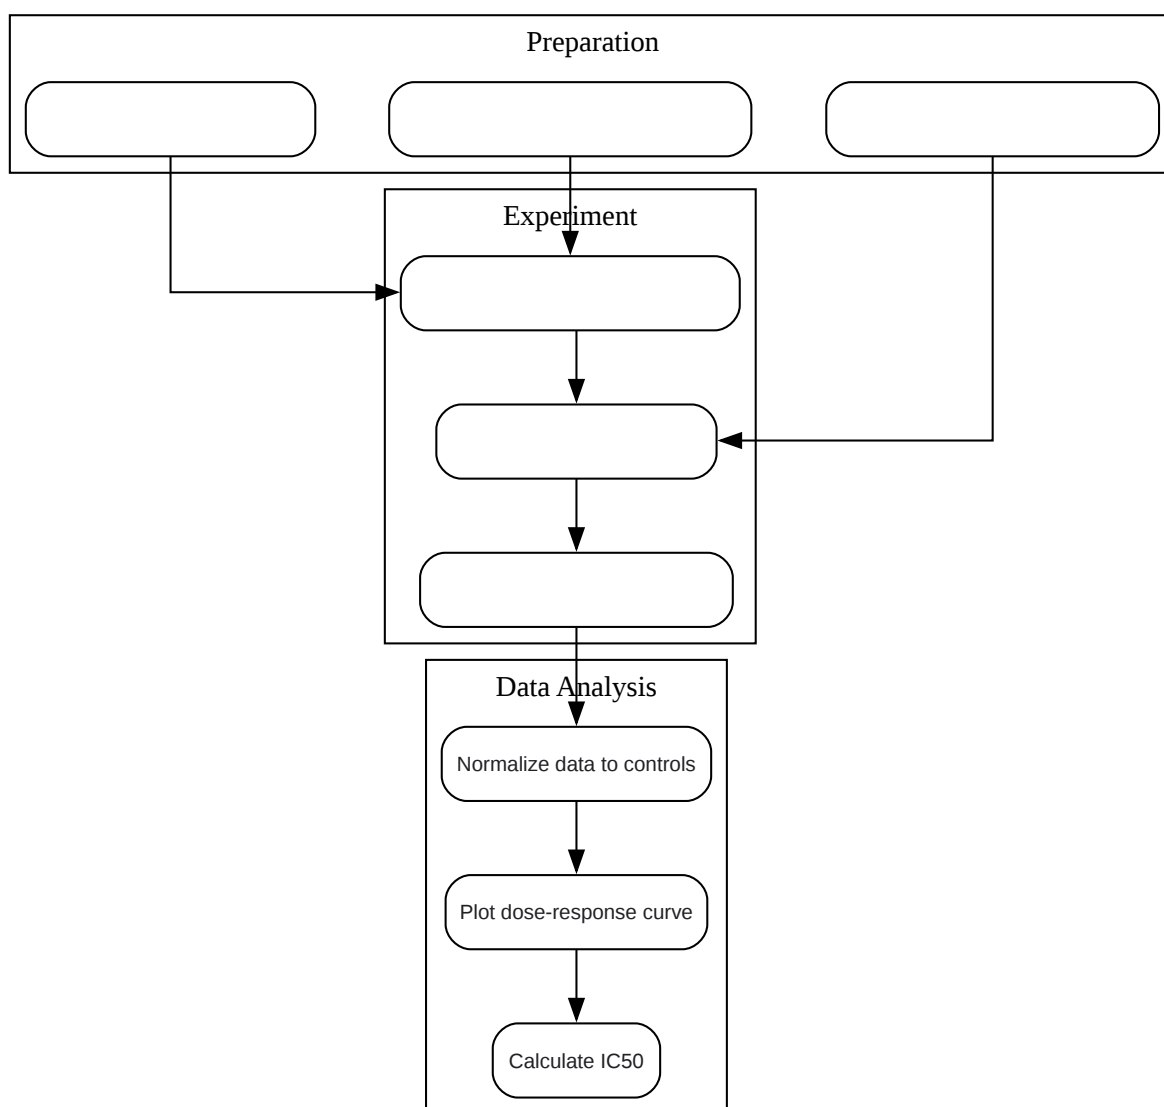 Preparation
Experiment
Data Analysis
Normalize data to controls
Plot dose-response curve
Calculate IC50